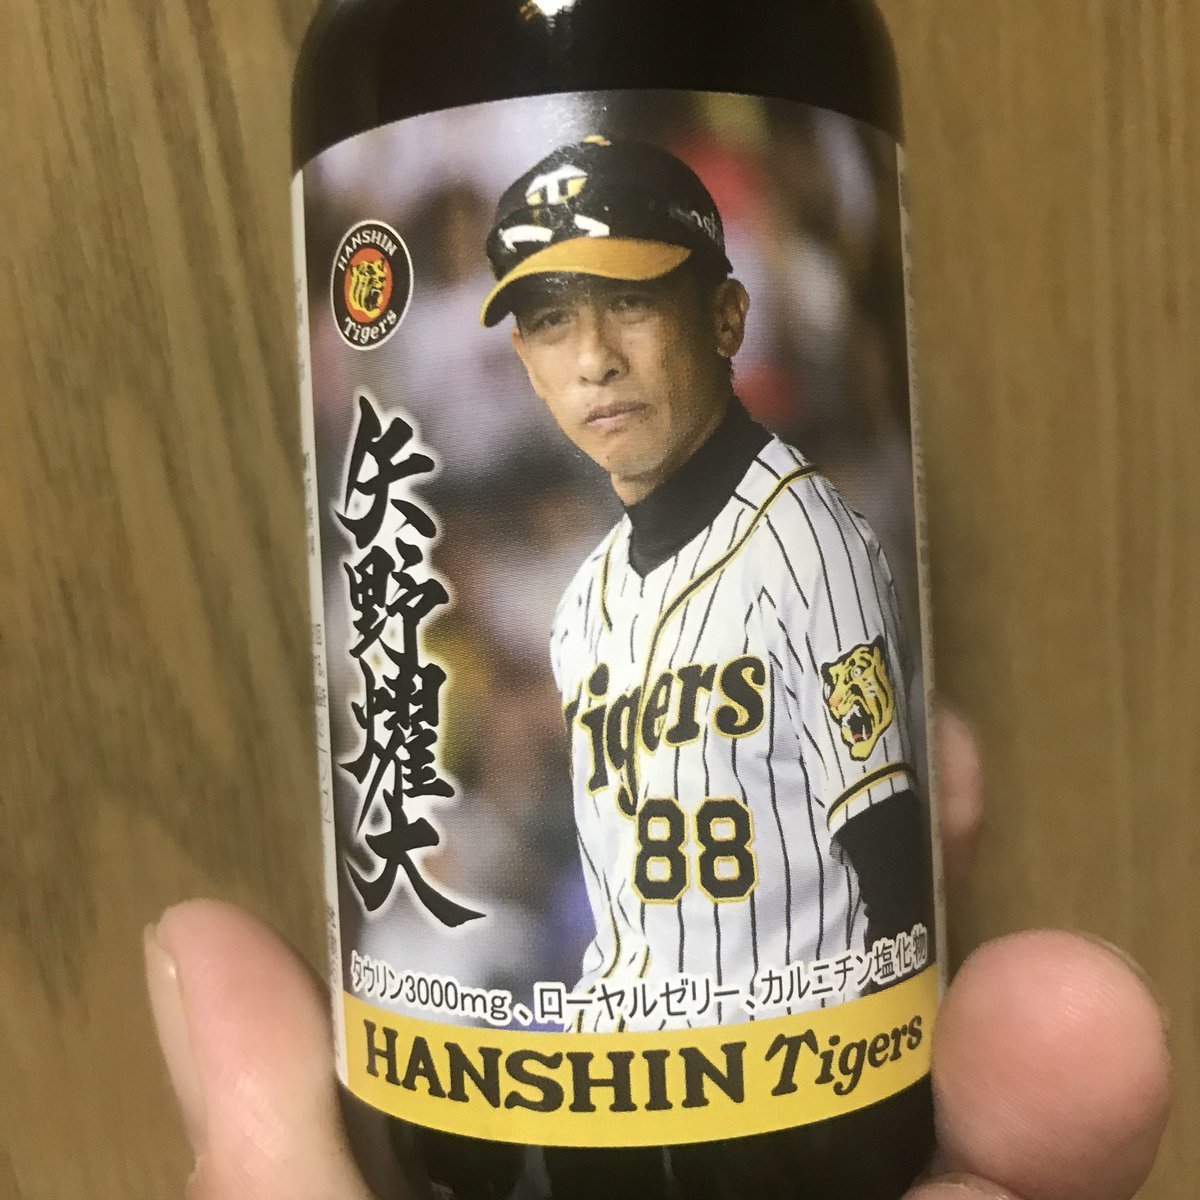 HANSHIN
Tigers
矢野燿大
Tigers
88
タウリン3000mg、ローヤルゼリー、カルニチン塩化物
HANSHIN Tigers